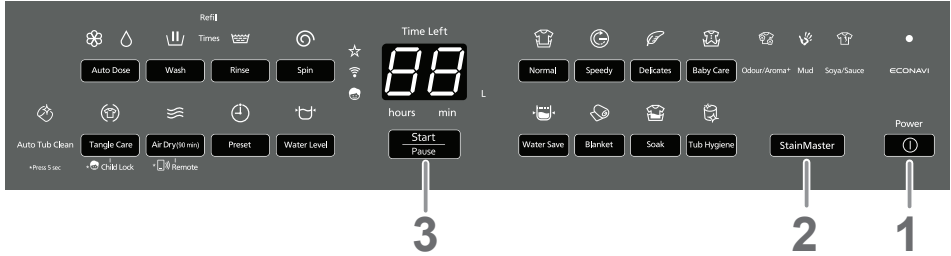 Refill
Times
Time Left
Auto Dose
Wash
Rinse
Spin
88
L
hours min
Normal
Speedy
Delicates
Baby Care
Odour/Aroma+
Mud
Soya/Sauce
ECONAVI
Auto Tub Clean
*Press 5 sec
Tangle Care
Air Dry(90 min)
Preset
Water Level
* Child Lock
* Remote
Start
Pause
Water Save
Blanket
Soak
Tub Hygiene
StainMaster
Power
3
2
1